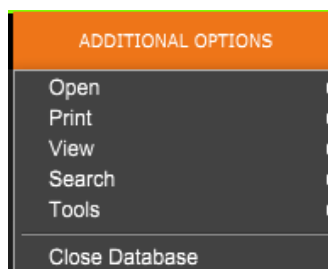 ADDITIONAL OPTIONS
Open
Print
View
Search
Tools
Close Database